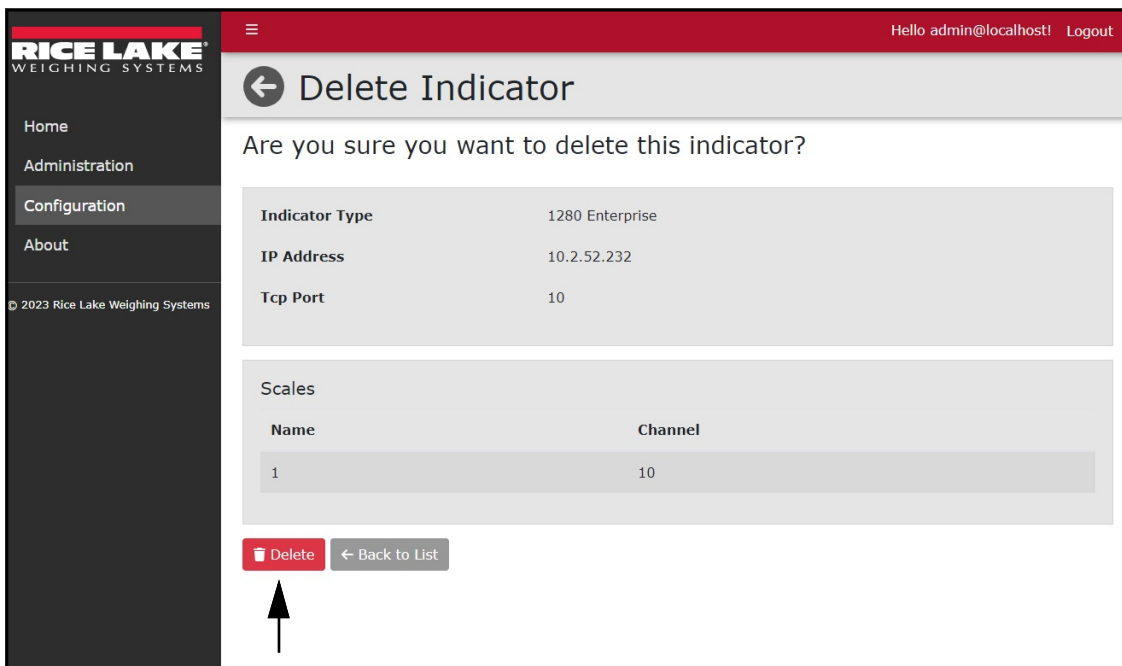 RICE LAKE®
WEIGHING SYSTEMS
Home
Administration
Configuration
About
© 2023 Rice Lake Weighing Systems
Hello admin@localhost! Logout
Delete Indicator
Are you sure you want to delete this indicator?
Indicator Type 1280 Enterprise
IP Address 10.2.52.232
Tcp Port 10
Scales
Name Channel
1 10
Delete Back to List